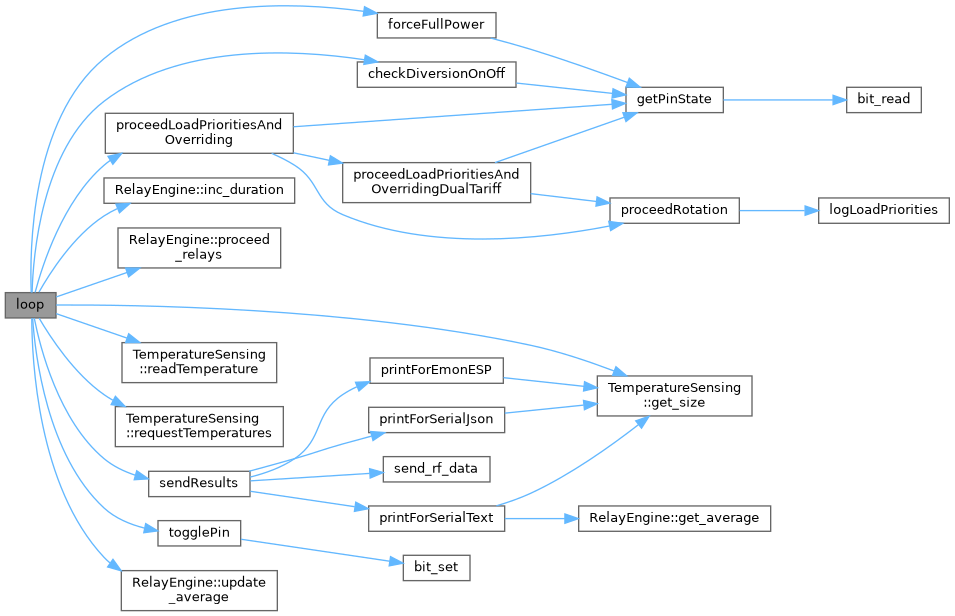 forceFullPower
checkDiversionOnOff
getPinState
bit_read
proceedLoadPrioritiesAnd
Overriding
proceedLoadPrioritiesAnd
OverridingDualTariff
RelayEngine::inc_duration
proceedRotation
logLoadPriorities
RelayEngine::proceed
_relays
loop
TemperatureSensing
::readTemperature
printForEmonESP
TemperatureSensing
::get_size
TemperatureSensing
::requestTemperatures
printForSerialJson
sendResults
send_rf_data
printForSerialText
RelayEngine::get_average
togglePin
bit_set
RelayEngine::update
_average